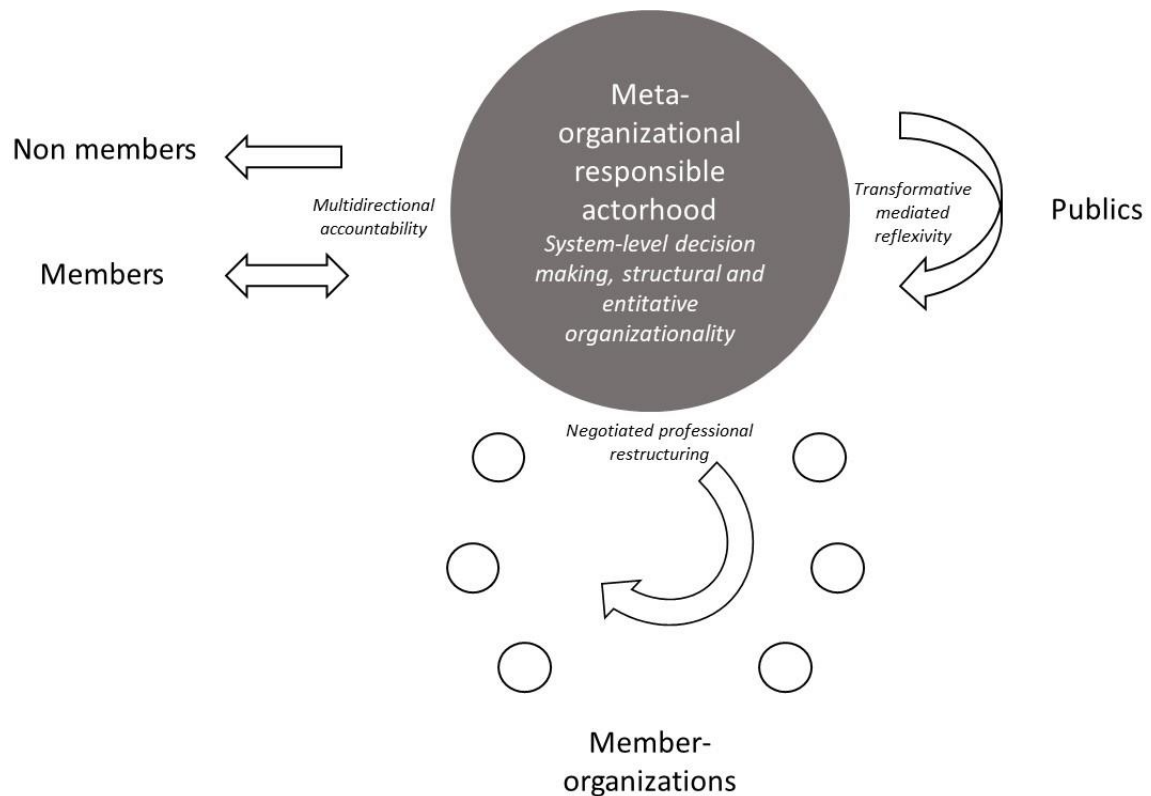 Meta-
organizational
responsible
actorhood
System-level decision
making, structural and
entitative
organizationality
Non members
Multidirectional
accountability
Members
Transformative
mediated
reflexivity
Publics
Negotiated professional
restructuring
Member-
organizations